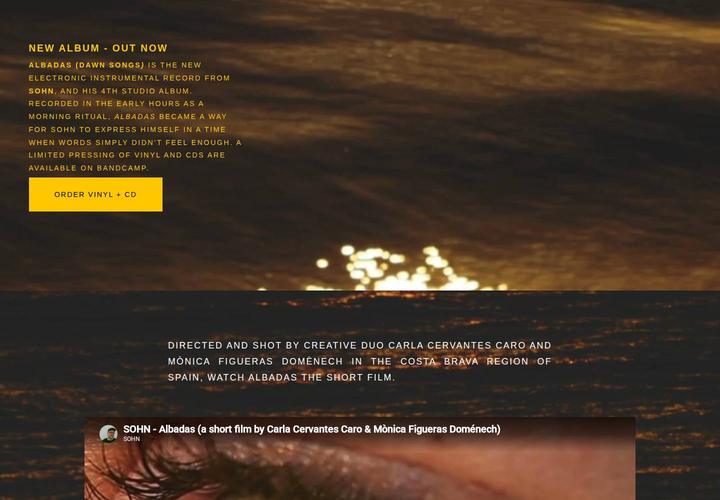 NEW ALBUM - OUT NOW
ALBADAS (DAWN SONGS) IS THE NEW
ELECTRONIC INSTRUMENTAL RECORD FROM
SOHN, AND HIS 4TH STUDIO ALBUM.
RECORDED IN THE EARLY HOURS AS A
MORNING RITUAL, ALBADAS BECAME A WAY
FOR SOHN TO EXPRESS HIMSELF IN A TIME
WHEN WORDS SIMPLY DIDN'T FEEL ENOUGH. A
LIMITED PRESSING OF VINYL AND CDS ARE
AVAILABLE ON BANDCAMP.
ORDER VINYL + CD
DIRECTED AND SHOT BY CREATIVE DUO CARLA CERVANTES CARO AND
MÒNICA FIGUERAS DOMÈNECH IN THE COSTA BRAVA REGION OF
SPAIN, WATCH ALBADAS THE SHORT FILM.
SOHN - Albadas (a short film by Carla Cervantes Caro & Mònica Figueras Doménech)
SOHN